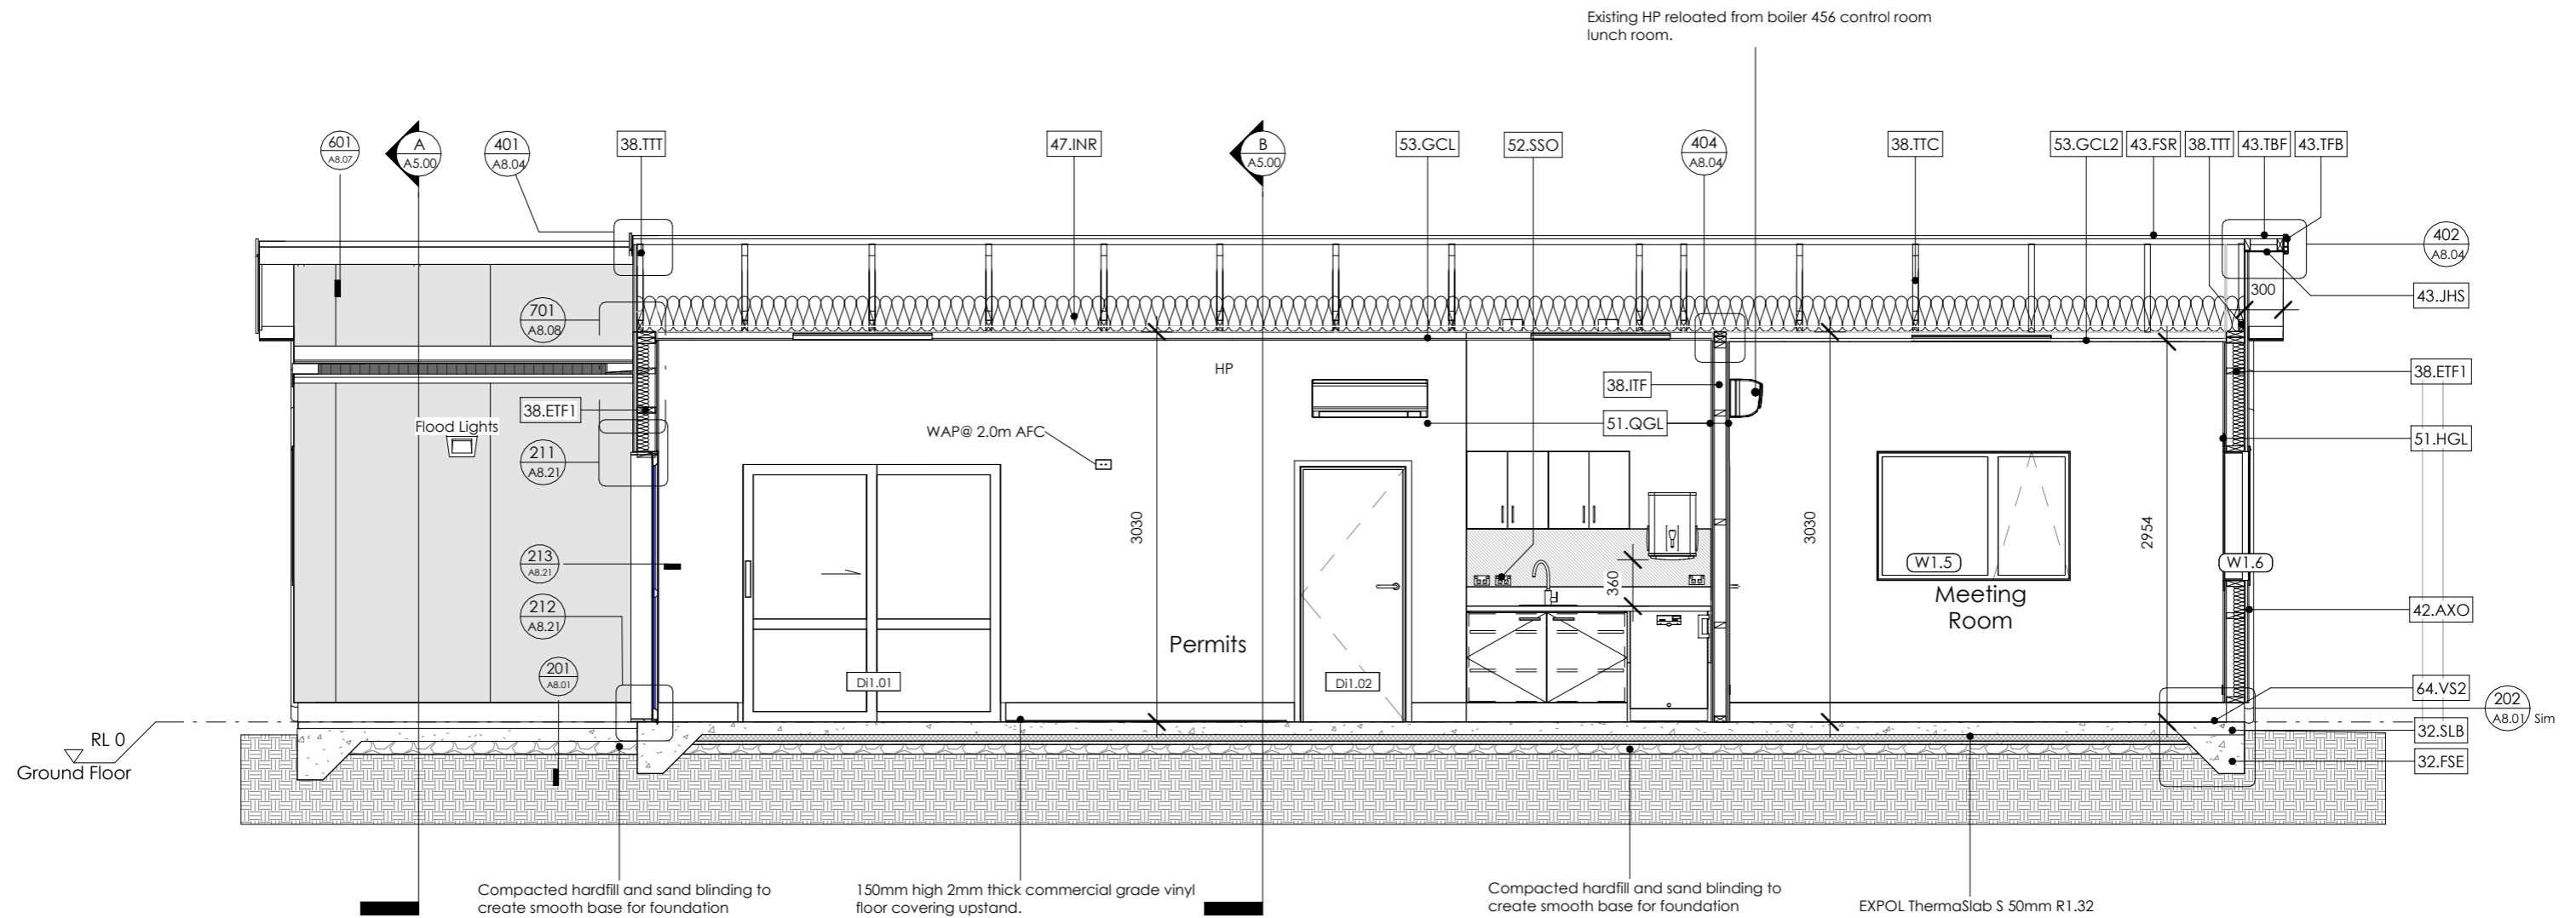 Existing HP reloated from boiler 456 control room
lunch room.
601
A8.07
A
A5.00
401
A8.04
38.TTT
47.INR
B
A5.00
53.GCL
52.SSO
404
A8.04
38.TTC
53.GCL2
43.FSR
38.TTT
43.TBF
43.TFB
402
A8.04
43.JHS
300
701
A8.08
HP
38.ITF
38.ETF1
38.ETF1
Flood Lights
WAP@ 2.0m AFC
51.QGL
51.HGL
211
A8.21
3030
3030
2954
213
A8.21
360
W1.5
W1.6
Meeting
Room
42.AXO
212
A8.21
Permits
201
A8.01
Di1.01
Di1.02
64.VS2
202
A8.01
Sim
RL 0
Ground Floor
32.SLB
32.FSE
Compacted hardfill and sand blinding to
create smooth base for foundation
150mm high 2mm thick commercial grade vinyl
floor covering upstand.
Compacted hardfill and sand blinding to
create smooth base for foundation
EXPOL ThermaSlab S 50mm R1.32